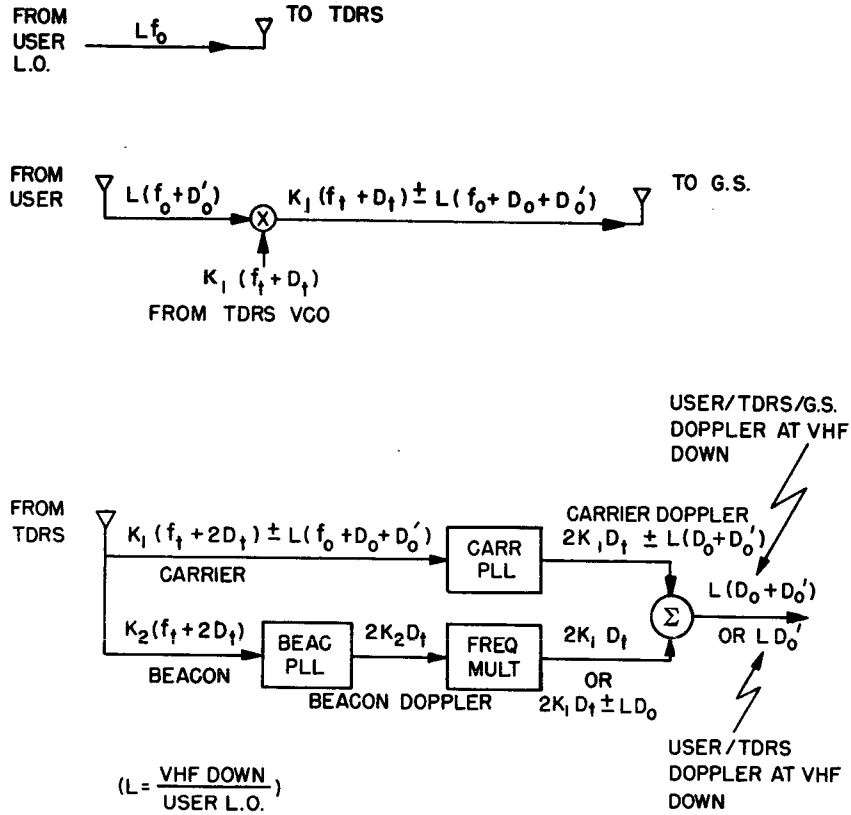 FROM
USER
L.O.
Lf₀
TO TDRS
FROM
USER
L(f₀+D₀′)
K₁(fₜ+Dₜ) ± L(f₀+D₀+D₀′)
TO G.S.
X
K₁ (fₜ+Dₜ)
FROM TDRS VCO
USER/TDRS/G.S.
DOPPLER AT VHF
DOWN
FROM
TDRS
K₁(fₜ+2Dₜ) ± L(f₀+D₀+D₀′)
CARRIER
CARR
PLL
CARRIER DOPPLER
2K₁Dₜ ± L(D₀+D₀′)
Σ
L(D₀+D₀′)
OR LD₀′
K₂(fₜ+2Dₜ)
BEACON
BEAC
PLL
2K₂Dₜ
BEACON DOPPLER
FREQ
MULT
2K₁ Dₜ
OR
2K₁Dₜ±LD₀
USER/TDRS
DOPPLER AT VHF
DOWN
(L= VHF DOWN
USER L.O. )